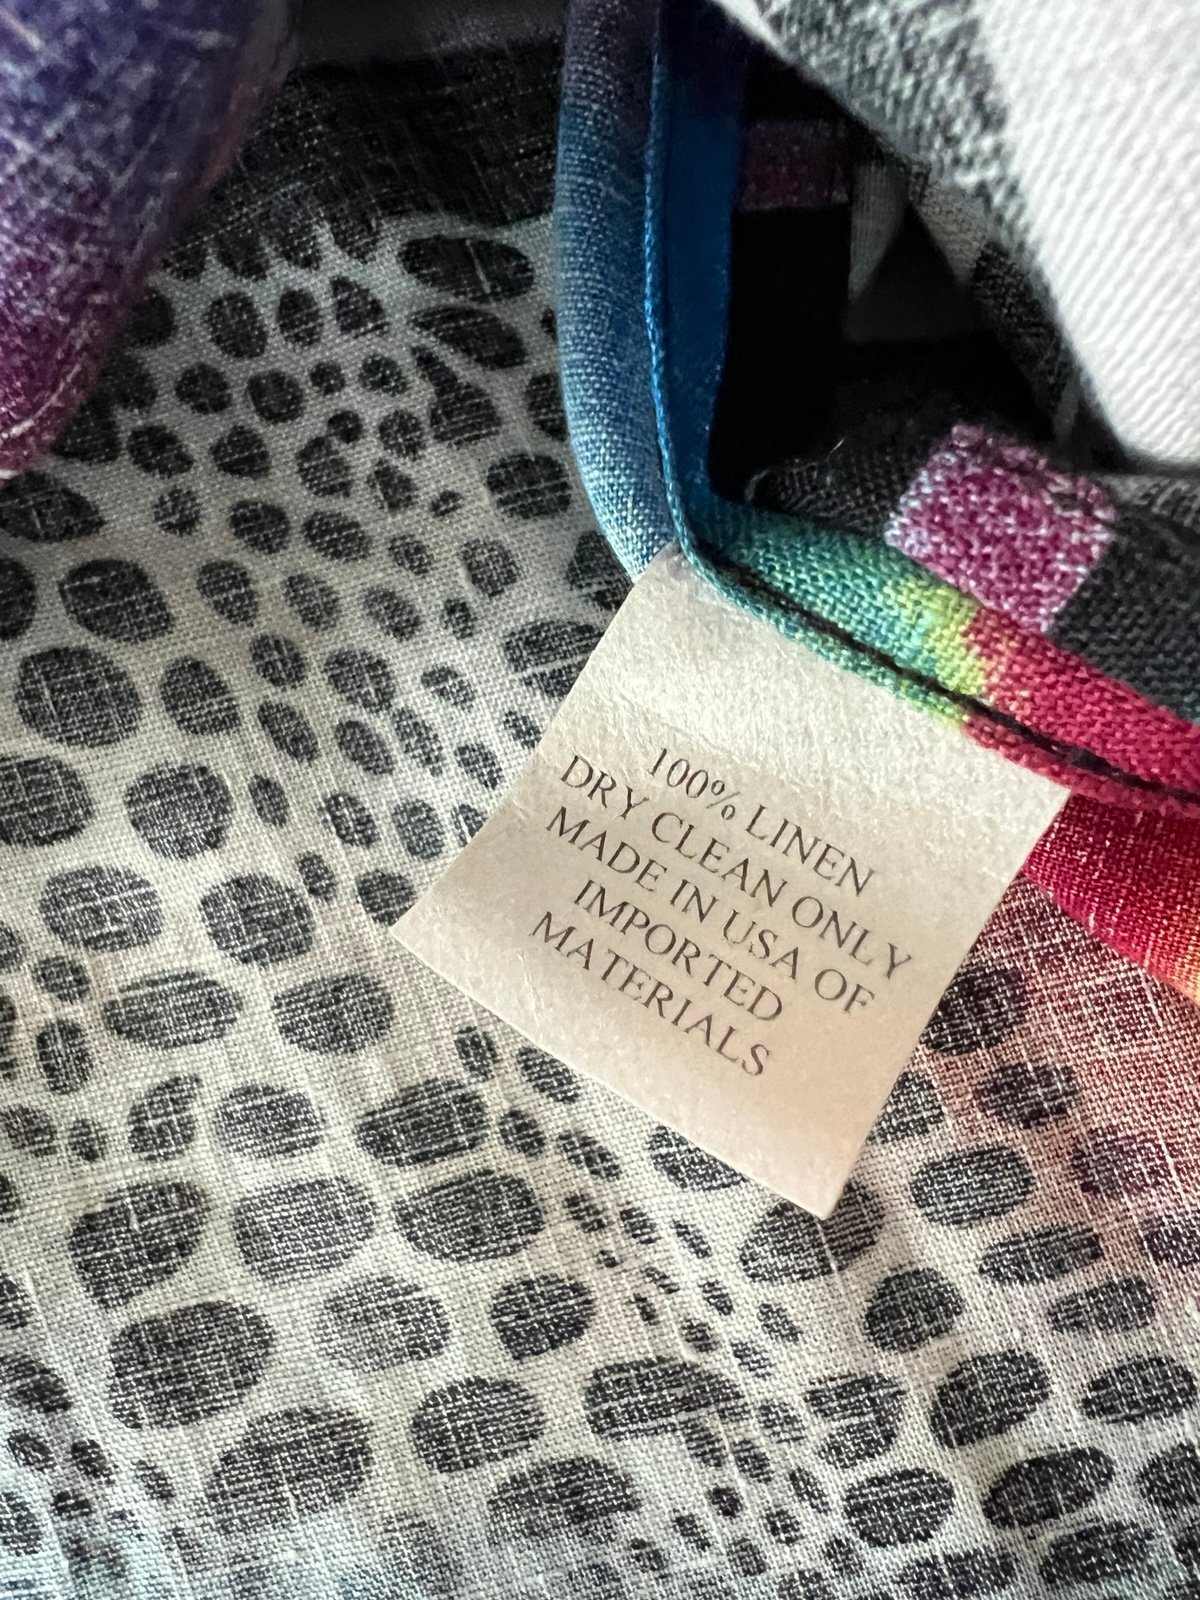 100% LINEN
DRY CLEAN ONLY
MADE IN USA OF
IMPORTED
MATERIALS